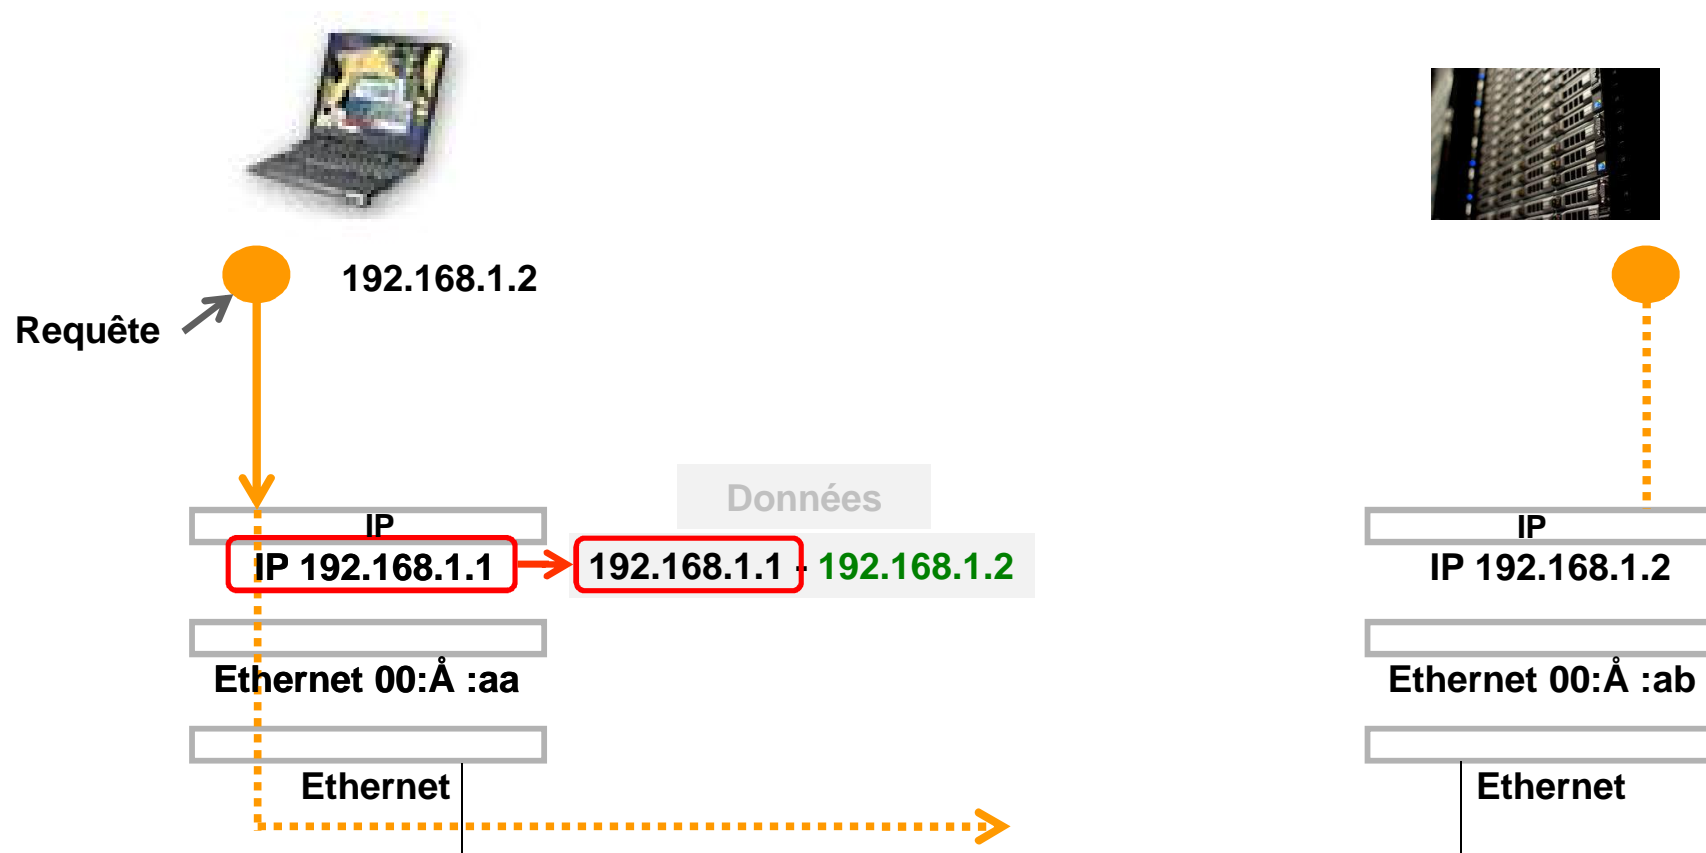 192.168.1.2
Requête
Données
IP
IP 192.168.1.1
192.168.1.1 - 192.168.1.2
IP
IP 192.168.1.2
Ethernet 00:Å :aa
Ethernet 00:Å :ab
Ethernet
Ethernet